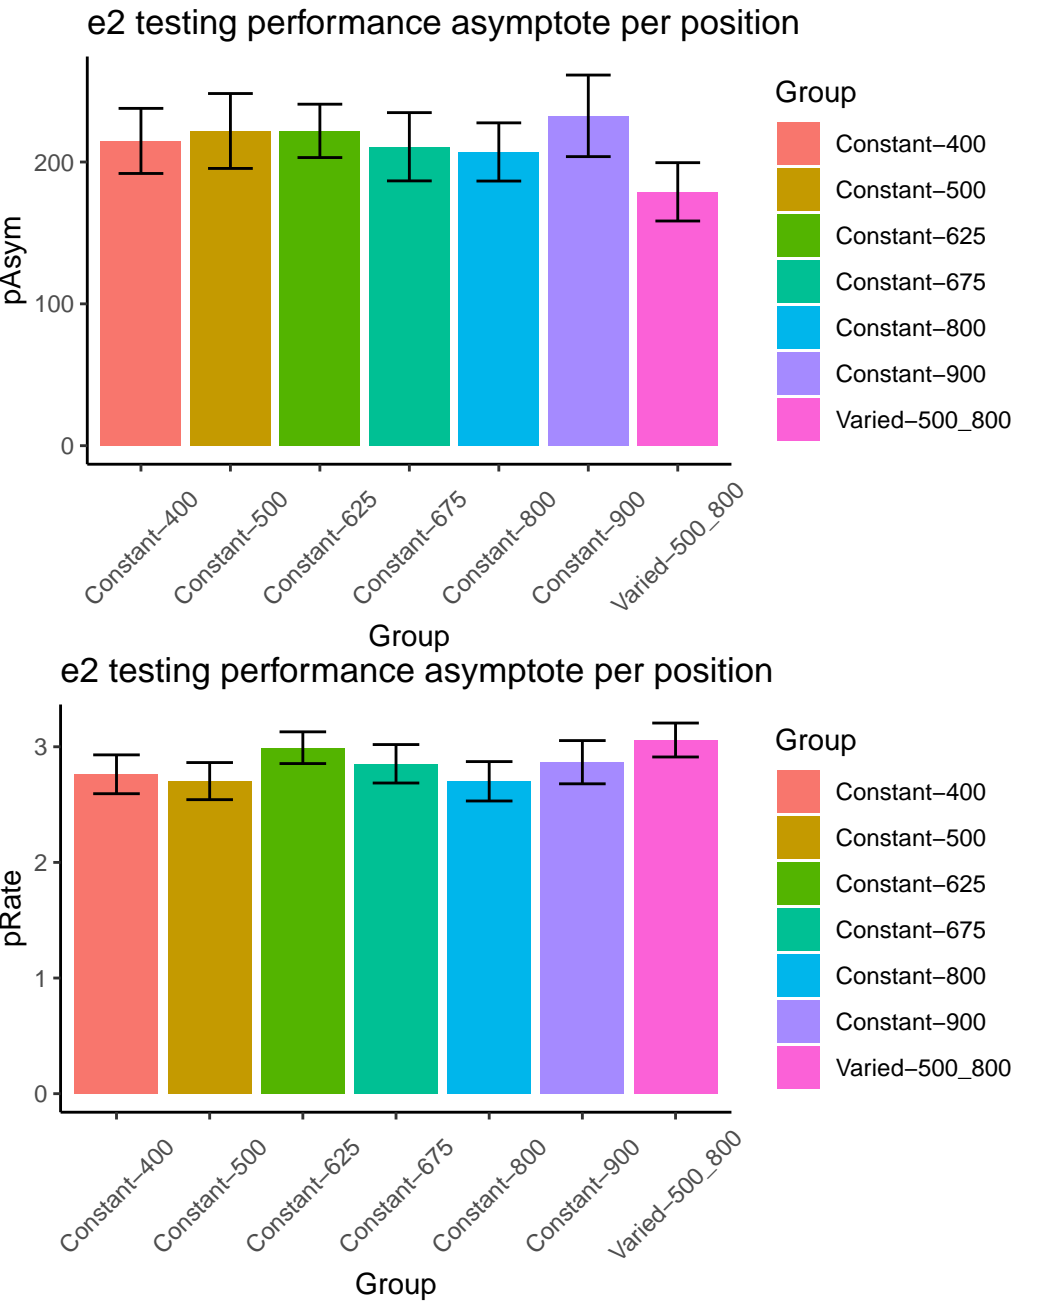 e2 testing performance asymptote per position
pAsym
200
100
0
Constant−400
Constant−500
Constant−625
Constant−675
Constant−800
Constant−900
Varied−500_800
Group
Group
Constant−400
Constant−500
Constant−625
Constant−675
Constant−800
Constant−900
Varied−500_800
e2 testing performance asymptote per position
pRate
3
2
1
0
Constant−400
Constant−500
Constant−625
Constant−675
Constant−800
Constant−900
Varied−500_800
Group
Group
Constant−400
Constant−500
Constant−625
Constant−675
Constant−800
Constant−900
Varied−500_800